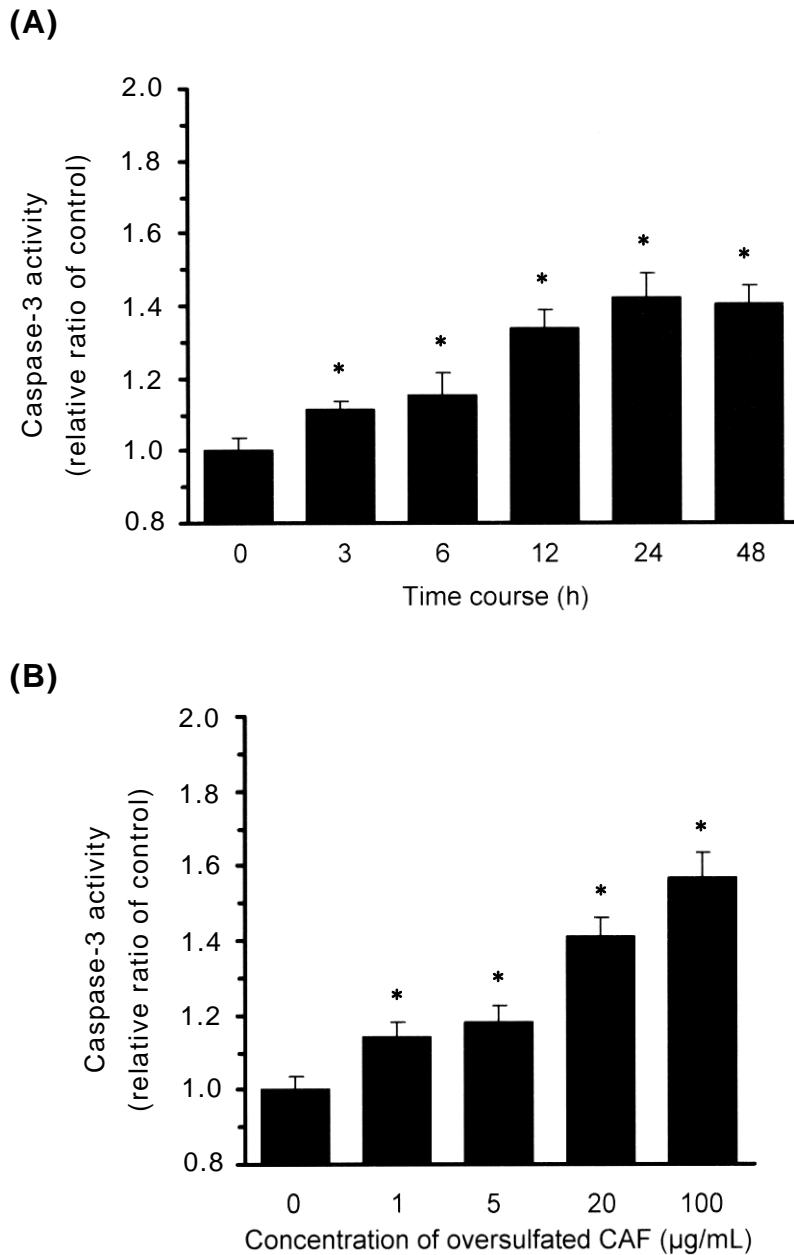 (A)
Caspase-3 activity
(relative ratio of control)
2.0
1.8
1.6
1.4
1.2
1.0
0.8
* * * * *
0 3 6 12 24 48
Time course (h)
(B)
Caspase-3 activity
(relative ratio of control)
2.0
1.8
1.6
1.4
1.2
1.0
0.8
* * * *
0 1 5 20 100
Concentration of oversulfated CAF (µg/mL)